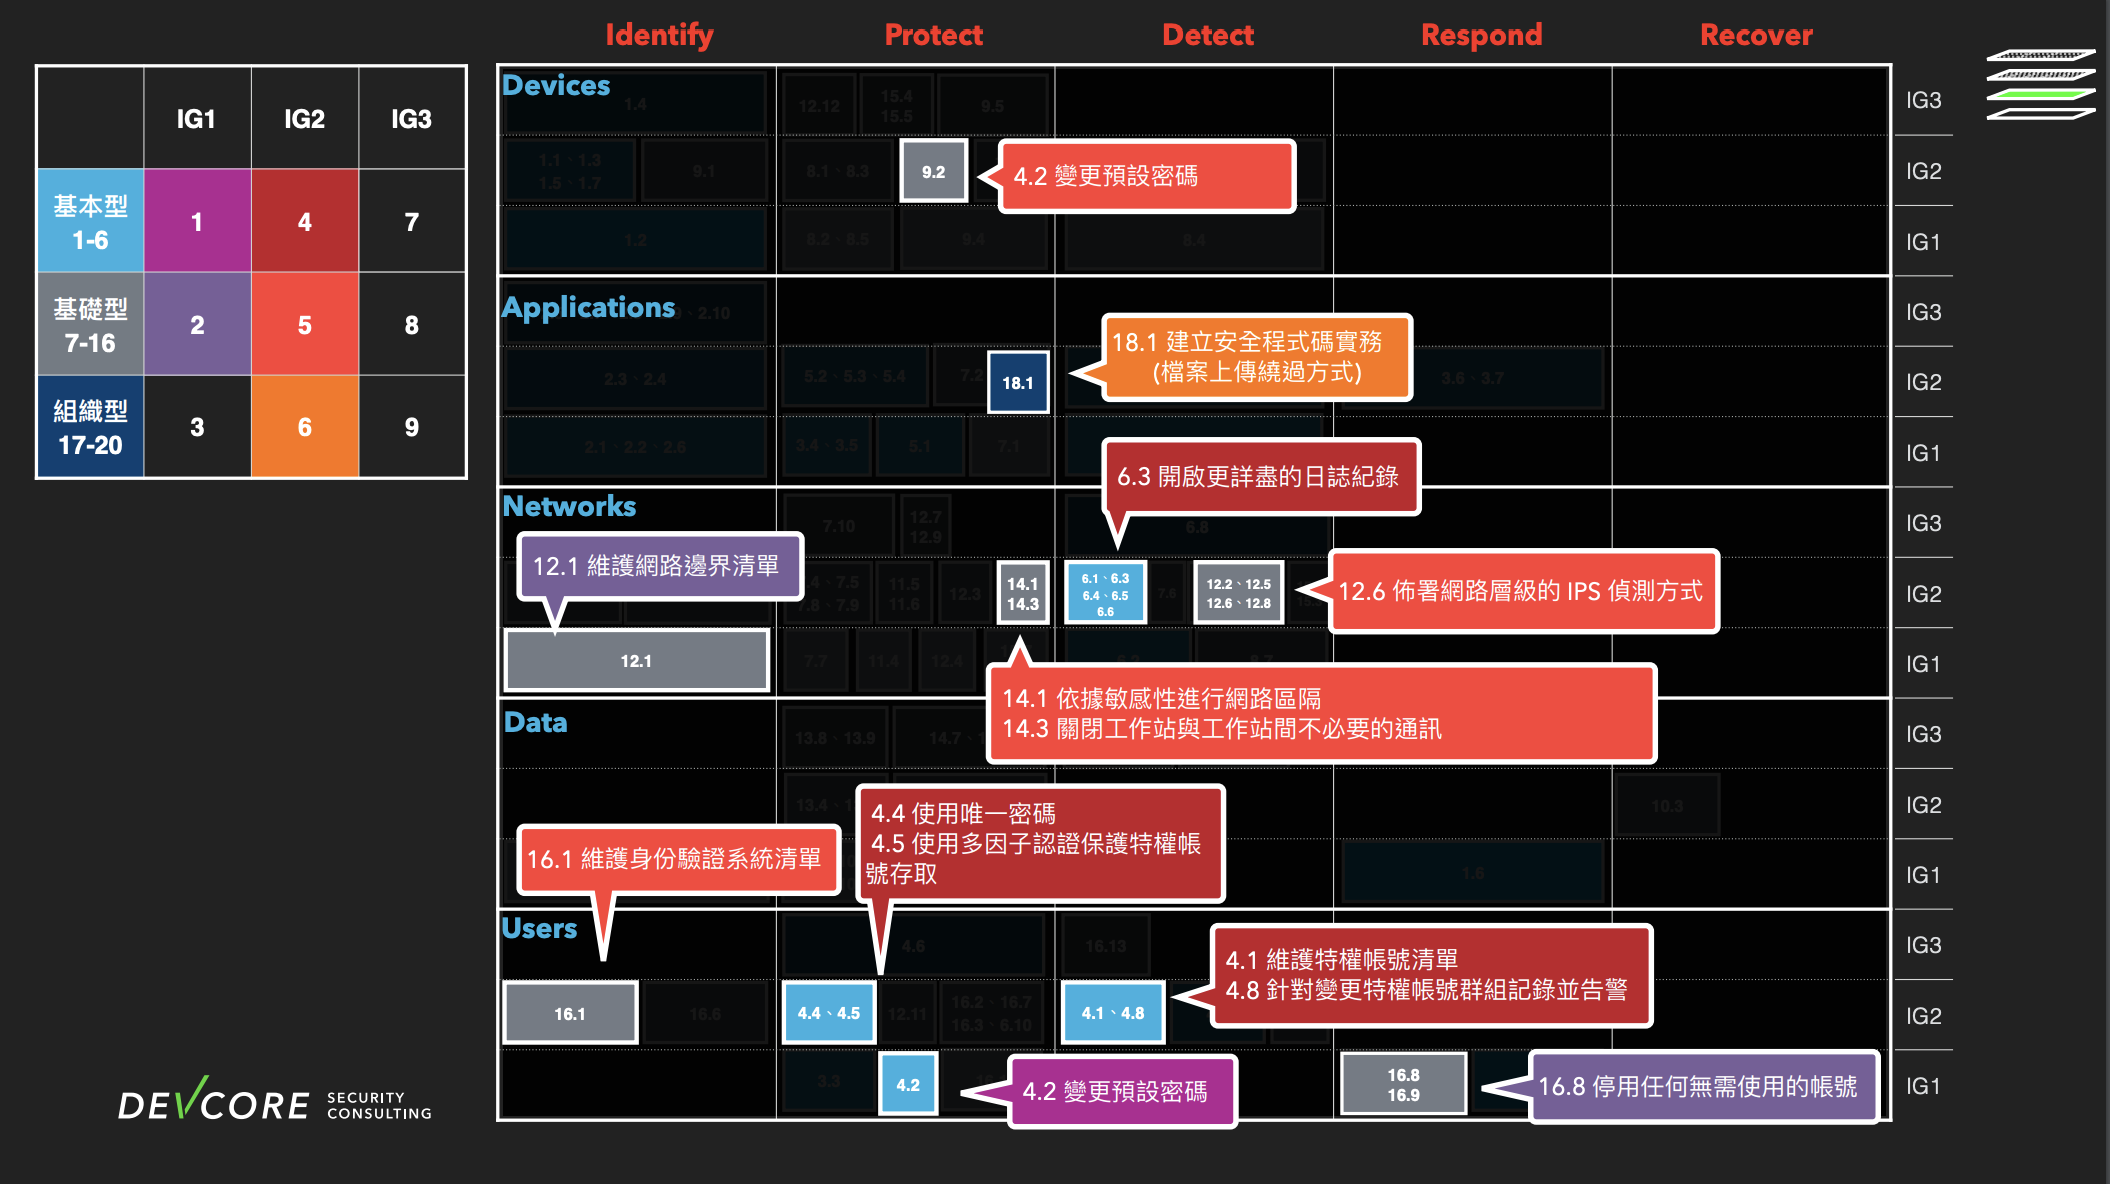 Identify
Protect
Detect
Respond
Recover
IG1
IG2
IG3
基本型
1-6
1
4
7
基礎型
7-16
2
5
8
組織型
17-20
3
6
9
Devices
1.4
12.12
15.4
15.5
9.5
IG3
1.1、1.3
1.5、1.7
9.1
8.1、8.3
9.2
4.2 變更預設密碼
IG2
1.2
8.2、8.5
9.4
8.4
IG1
Applications
、2.10
IG3
18.1 建立安全程式碼實務
(檔案上傳繞過方式)
2.3、2.4
5.2、5.3、5.4
7.2
18.1
3.6、3.7
IG2
2.1、2.2、2.6
3.4、3.5
5.1
7.1
IG1
6.3 開啟更詳盡的日誌紀錄
Networks
7.10
12.7
12.9
6.8
IG3
12.1 維護網路邊界清單
、7.5
7.8、7.9
11.5
11.6
12.3
14.1
14.3
6.1、6.3
6.4、6.5
6.6
7.6
12.2、12.5
12.6、12.8
12.6 佈署網路層級的 IPS 偵測方式
IG2
12.1
7.7
11.4
12.4
IG1
14.1 依據敏感性進行網路區隔
14.3 關閉工作站與工作站間不必要的通訊
Data
13.8、13.9
14.7、
IG3
13.4、
10.3
IG2
4.4 使用唯一密碼
4.5 使用多因子認證保護特權帳
號存取
16.1 維護身份驗證系統清單
1.6
IG1
Users
4.6
16.13
IG3
4.1 維護特權帳號清單
4.8 針對變更特權帳號群組記錄並告警
16.1
16.6
4.4、4.5
12.11
16.2、16.7
16.3、6.10
4.1、4.8
IG2
3.3
4.2
4.2 變更預設密碼
16.8
16.9
16.8 停用任何無需使用的帳號
IG1
DEVCORE
SECURITY
CONSULTING